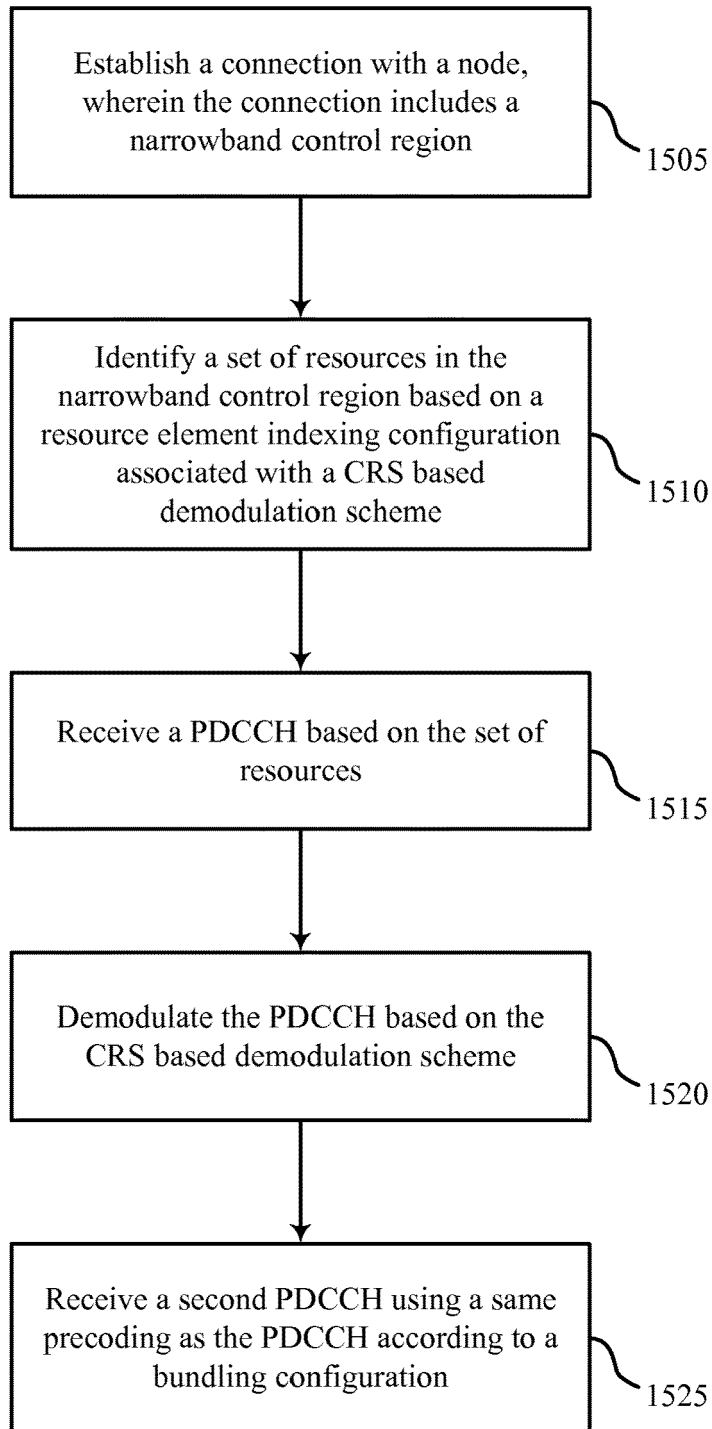 Establish a connection with a node,
wherein the connection includes a
narrowband control region
1505
Identify a set of resources in the
narrowband control region based on a
resource element indexing configuration
associated with a CRS based
demodulation scheme
1510
Receive a PDCCH based on the set of
resources
1515
Demodulate the PDCCH based on the
CRS based demodulation scheme
1520
Receive a second PDCCH using a same
precoding as the PDCCH according to a
bundling configuration
1525